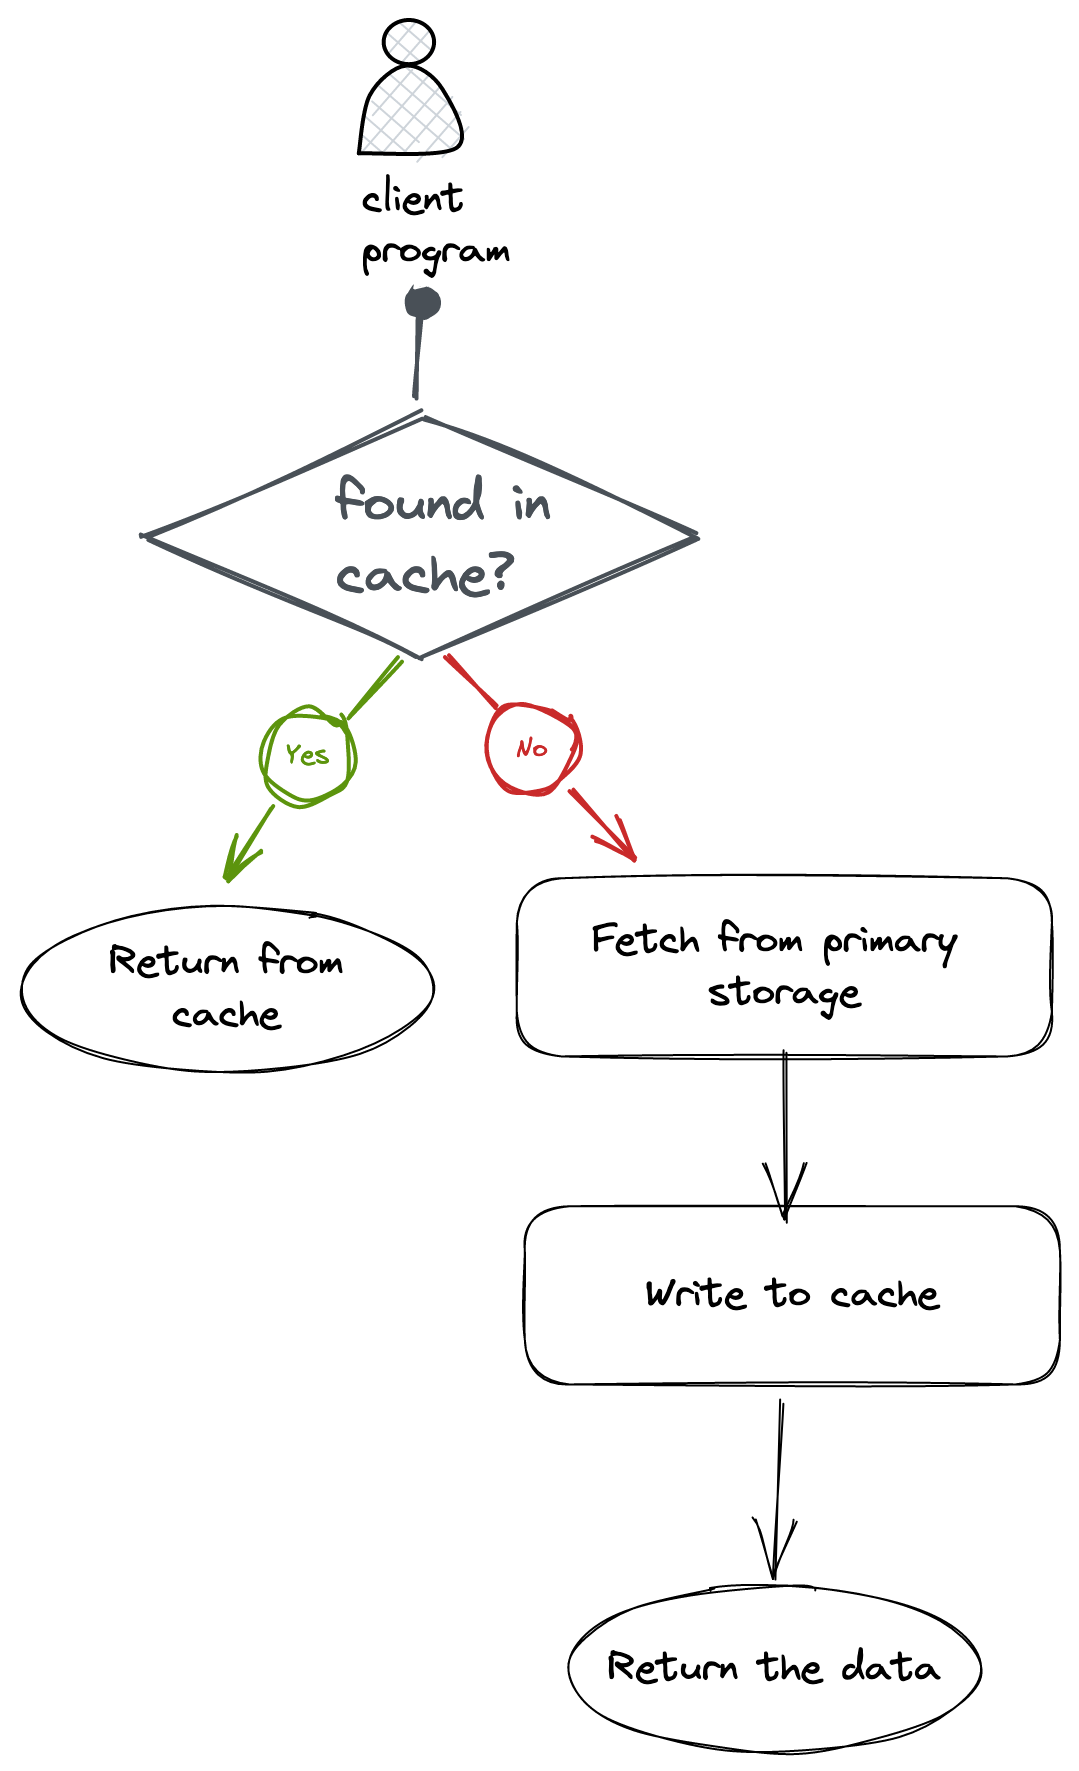 client
program
found in
cache?
Yes
No
Return from
cache
Fetch from primary
storage
Write to cache
Return the data